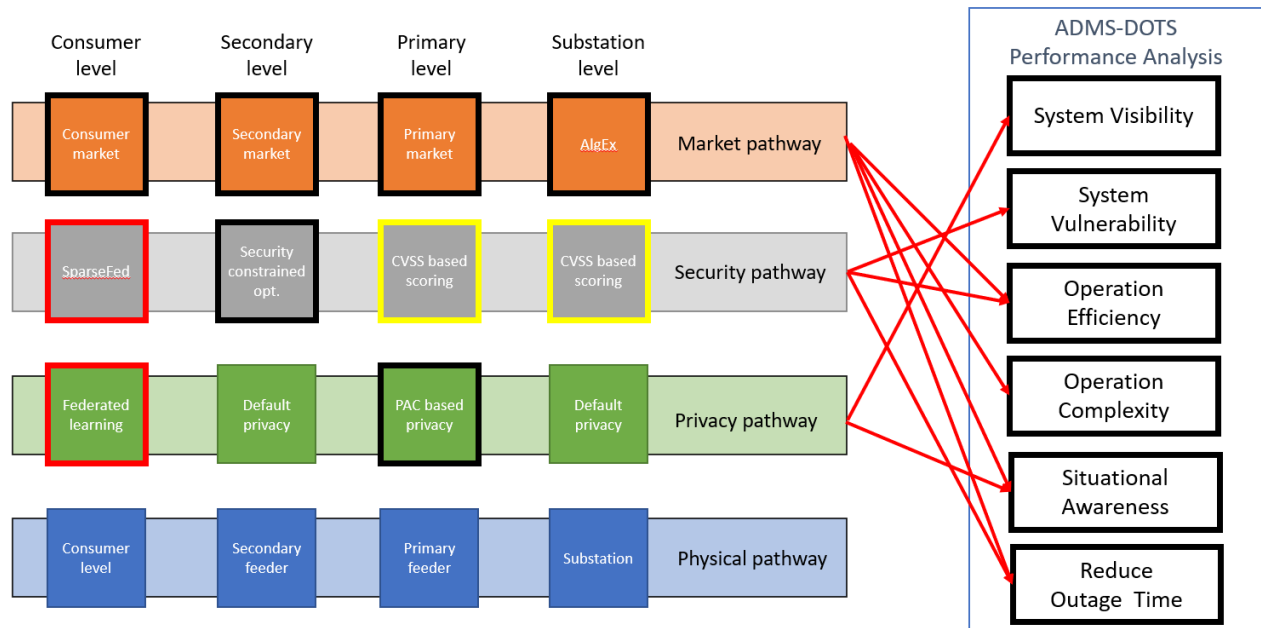 Consumer
level
Secondary
level
Primary
level
Substation
level
ADMS-DOTS
Performance Analysis
Consumer
market
Secondary
market
Primary
market
AlgEx
Market pathway
SparseFed
Security
constrained
opt.
CVSS based
scoring
CVSS based
scoring
Security pathway
Federated
learning
Default
privacy
PAC based
privacy
Default
privacy
Privacy pathway
Consumer
level
Secondary
feeder
Primary
feeder
Substation
Physical pathway
System Visibility
System
Vulnerability
Operation
Efficiency
Operation
Complexity
Situational
Awareness
Reduce
Outage Time